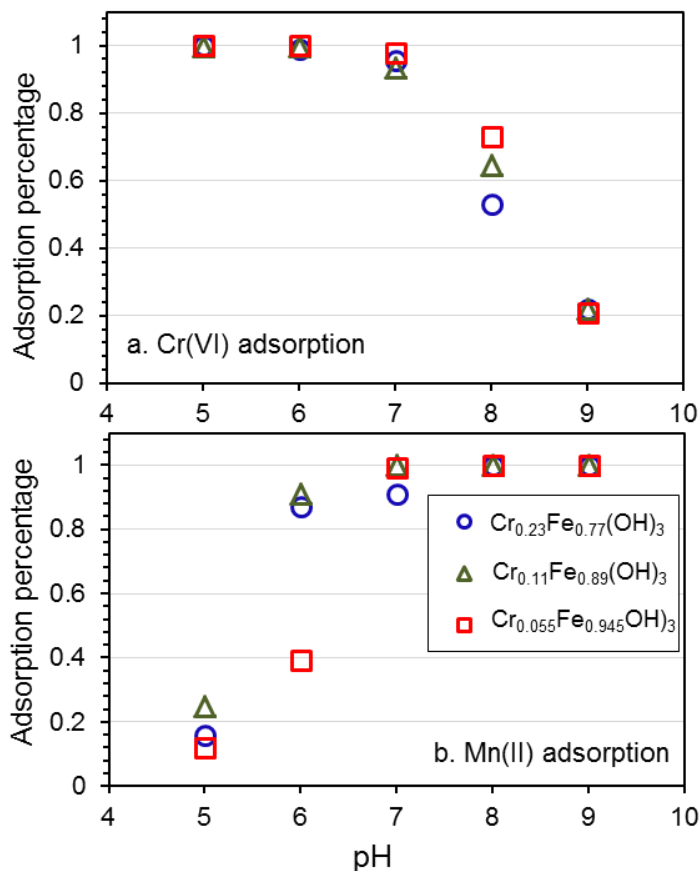 Adsorption percentage
1
0.8
0.6
0.4
0.2
0
a. Cr(VI) adsorption
4 5 6 7 8 9 10
Adsorption percentage
1
0.8
0.6
0.4
0.2
0
Cr0.23Fe0.77(OH)3
Cr0.11Fe0.89(OH)3
Cr0.055Fe0.945OH)3
b. Mn(II) adsorption
4 5 6 7 8 9 10
pH